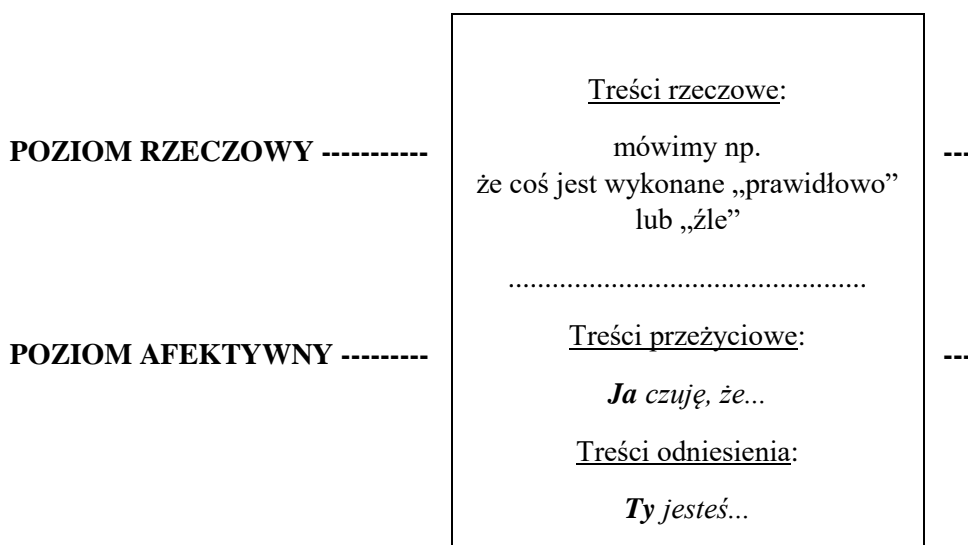 Treści rzeczowe:
POZIOM RZECZOWY ----------- mówimy np. ---
że coś jest wykonane „prawidłowo”
lub „źle”
.................................................
Treści przeżyciowe:
POZIOM AFEKTYWNY --------- ---
Ja czuję, że...
Treści odniesienia:
Ty jesteś...